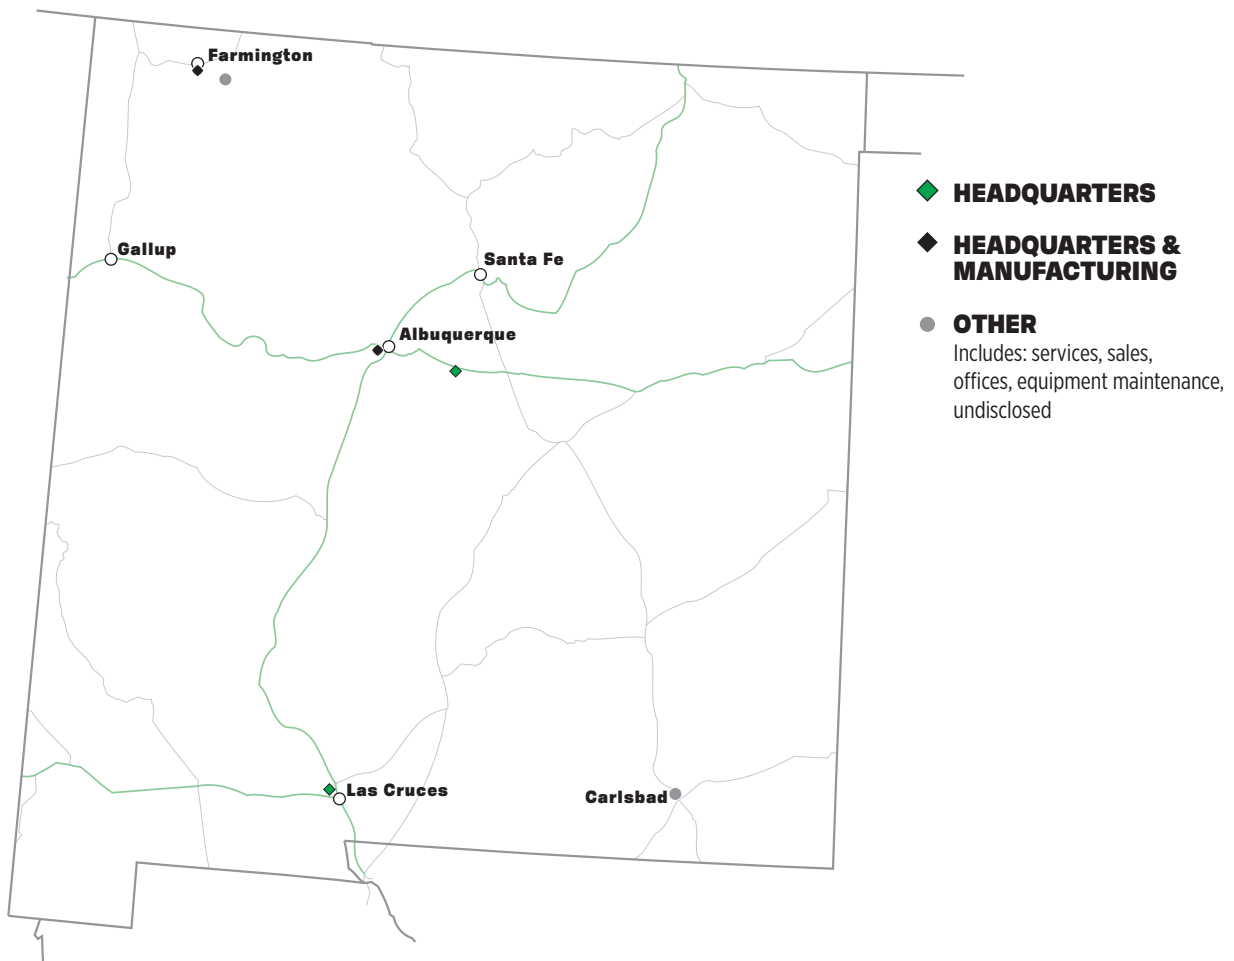 Farmington
Gallup
Santa Fe
Albuquerque
Las Cruces
Carlsbad
HEADQUARTERS
HEADQUARTERS &
MANUFACTURING
OTHER
Includes: services, sales,
offices, equipment maintenance,
undisclosed